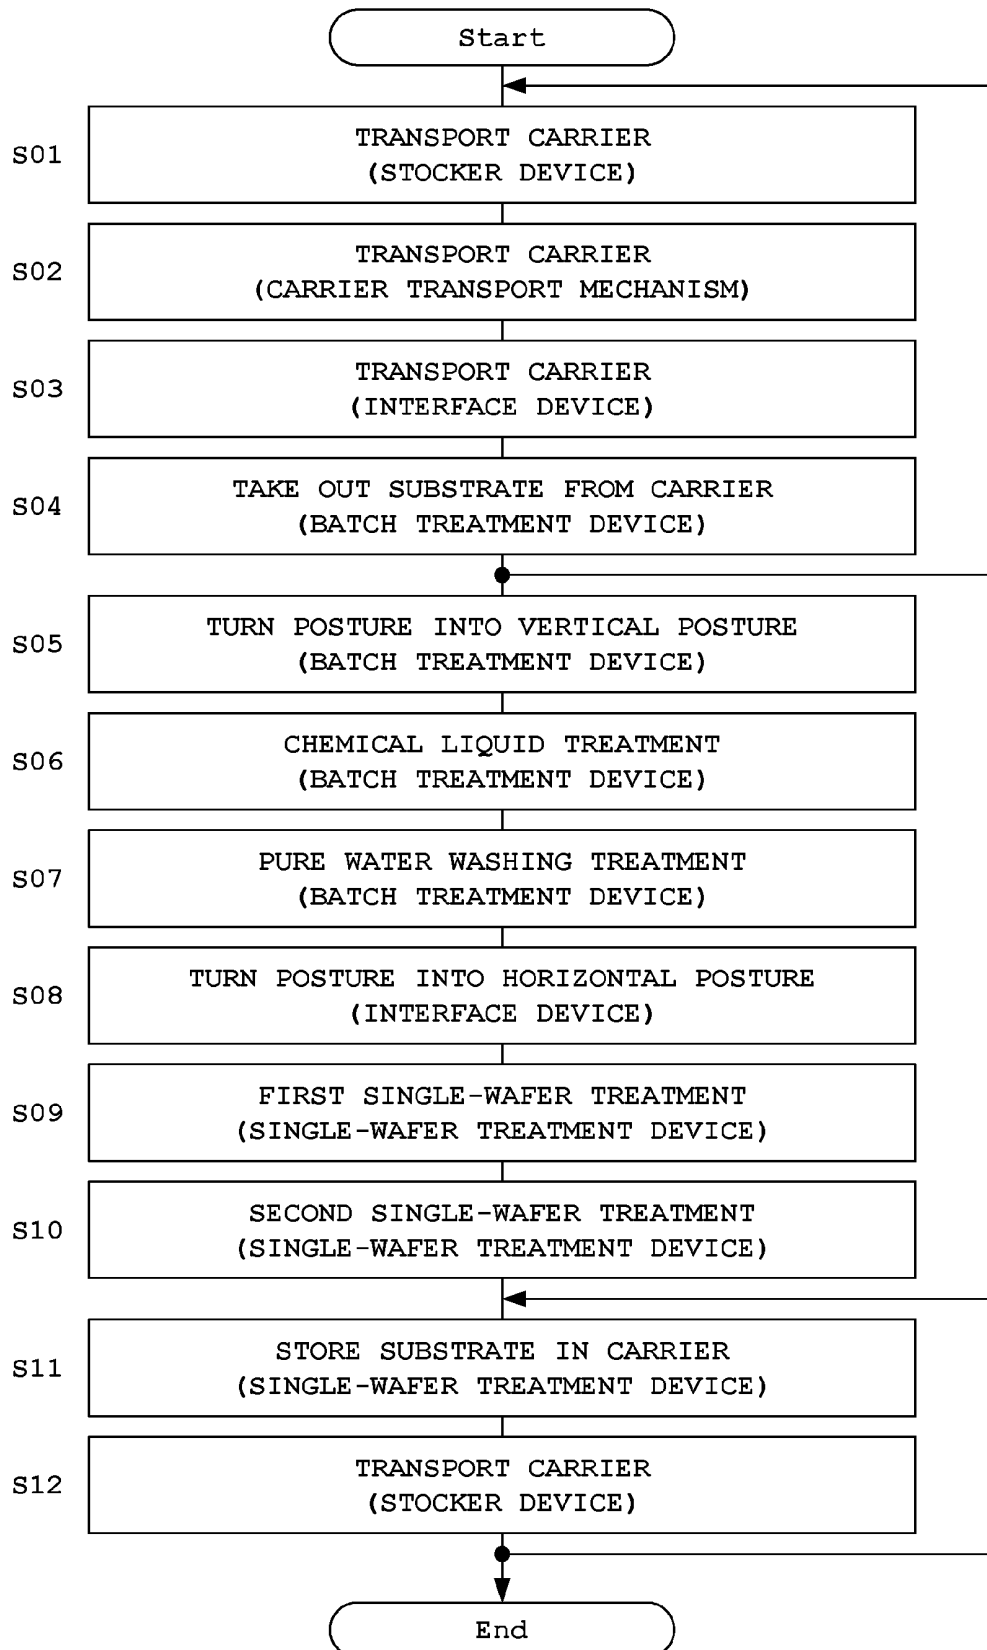 Start
S01
TRANSPORT CARRIER
(STOCKER DEVICE)
S02
TRANSPORT CARRIER
(CARRIER TRANSPORT MECHANISM)
S03
TRANSPORT CARRIER
(INTERFACE DEVICE)
S04
TAKE OUT SUBSTRATE FROM CARRIER
(BATCH TREATMENT DEVICE)
S05
TURN POSTURE INTO VERTICAL POSTURE
(BATCH TREATMENT DEVICE)
S06
CHEMICAL LIQUID TREATMENT
(BATCH TREATMENT DEVICE)
S07
PURE WATER WASHING TREATMENT
(BATCH TREATMENT DEVICE)
S08
TURN POSTURE INTO HORIZONTAL POSTURE
(INTERFACE DEVICE)
S09
FIRST SINGLE-WAFER TREATMENT
(SINGLE-WAFER TREATMENT DEVICE)
S10
SECOND SINGLE-WAFER TREATMENT
(SINGLE-WAFER TREATMENT DEVICE)
S11
STORE SUBSTRATE IN CARRIER
(SINGLE-WAFER TREATMENT DEVICE)
S12
TRANSPORT CARRIER
(STOCKER DEVICE)
End